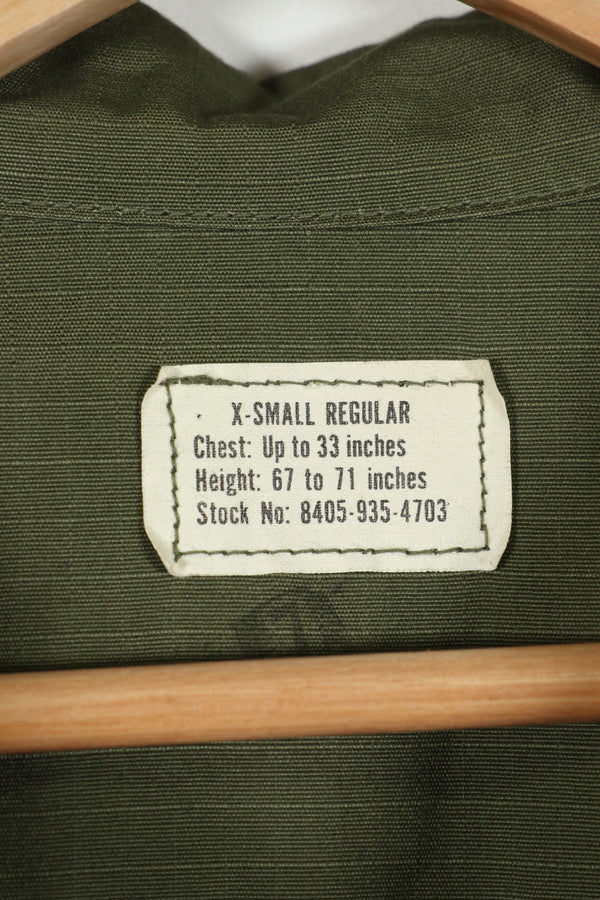 X-SMALL REGULAR
Chest: Up to 33 inches
Height: 67 to 71 inches
Stock No: 8405-935-4703